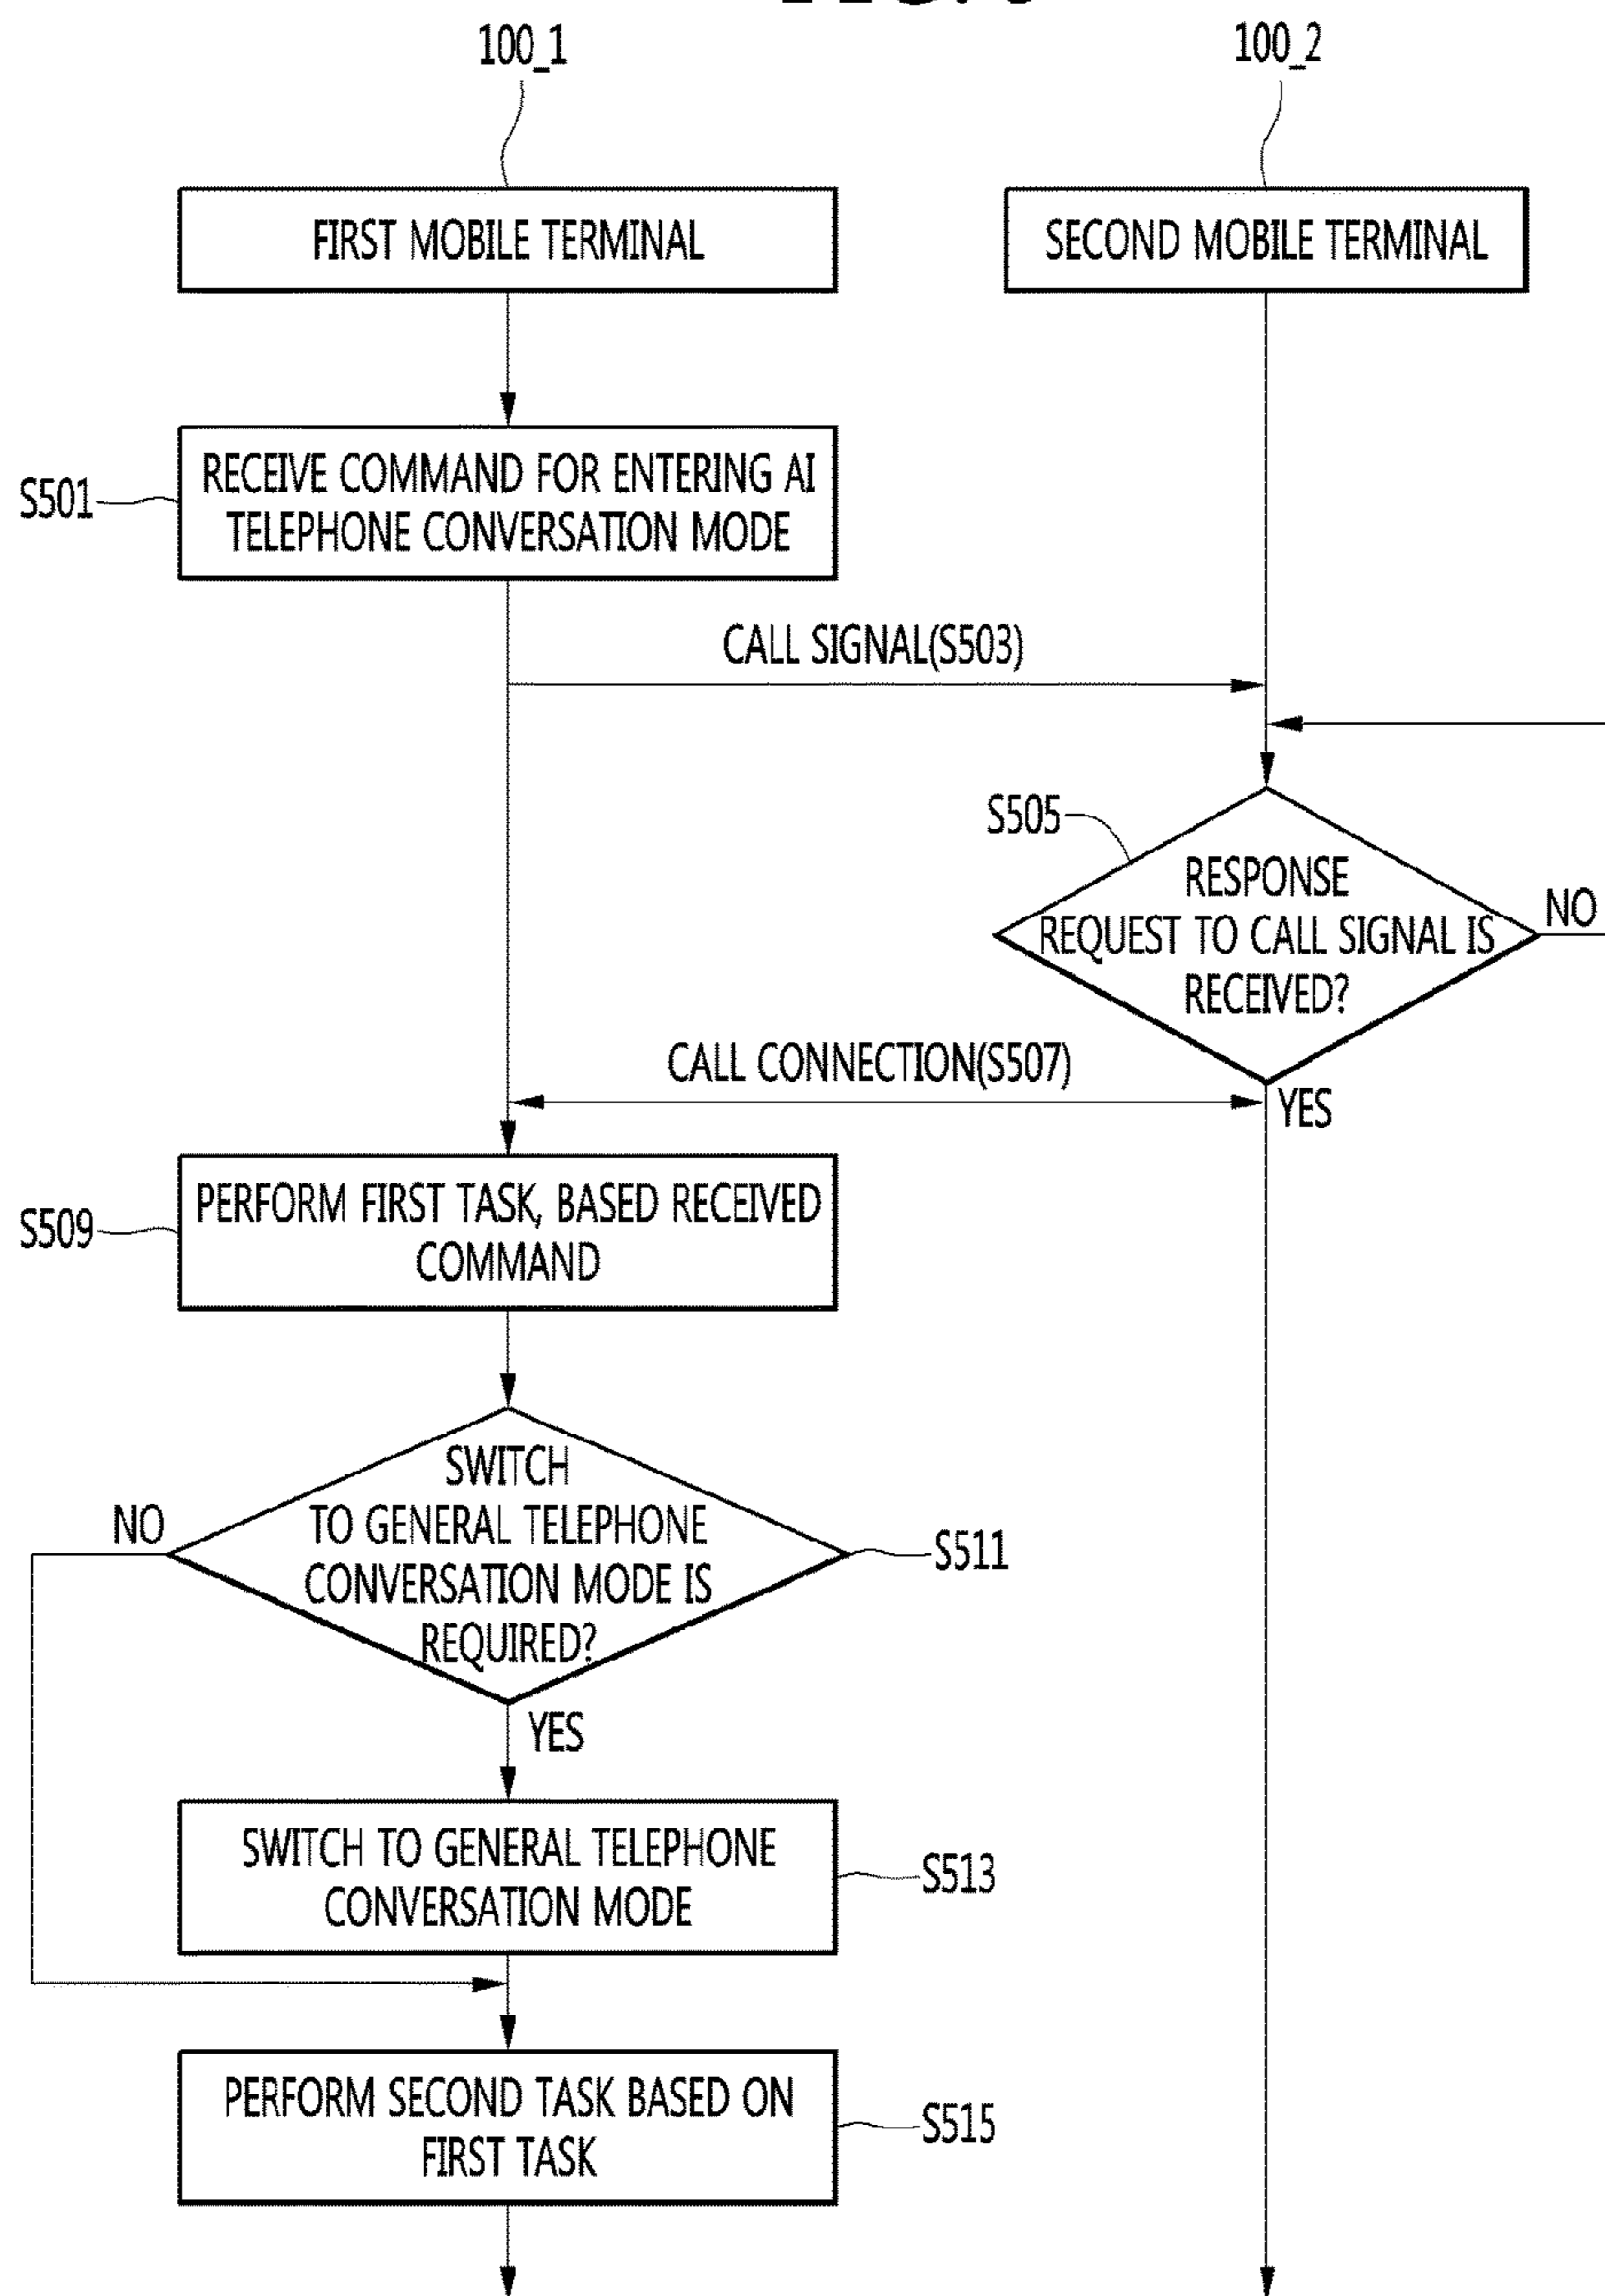 100_1
100_2
FIRST MOBILE TERMINAL
SECOND MOBILE TERMINAL
S501
RECEIVE COMMAND FOR ENTERING AI
TELEPHONE CONVERSATION MODE
CALL SIGNAL(S503)
S505
RESPONSE
REQUEST TO CALL SIGNAL IS
RECEIVED?
NO
CALL CONNECTION(S507)
YES
S509
PERFORM FIRST TASK, BASED RECEIVED
COMMAND
SWITCH
TO GENERAL TELEPHONE
CONVERSATION MODE IS
REQUIRED?
NO
S511
YES
SWITCH TO GENERAL TELEPHONE
CONVERSATION MODE
S513
PERFORM SECOND TASK BASED ON
FIRST TASK
S515